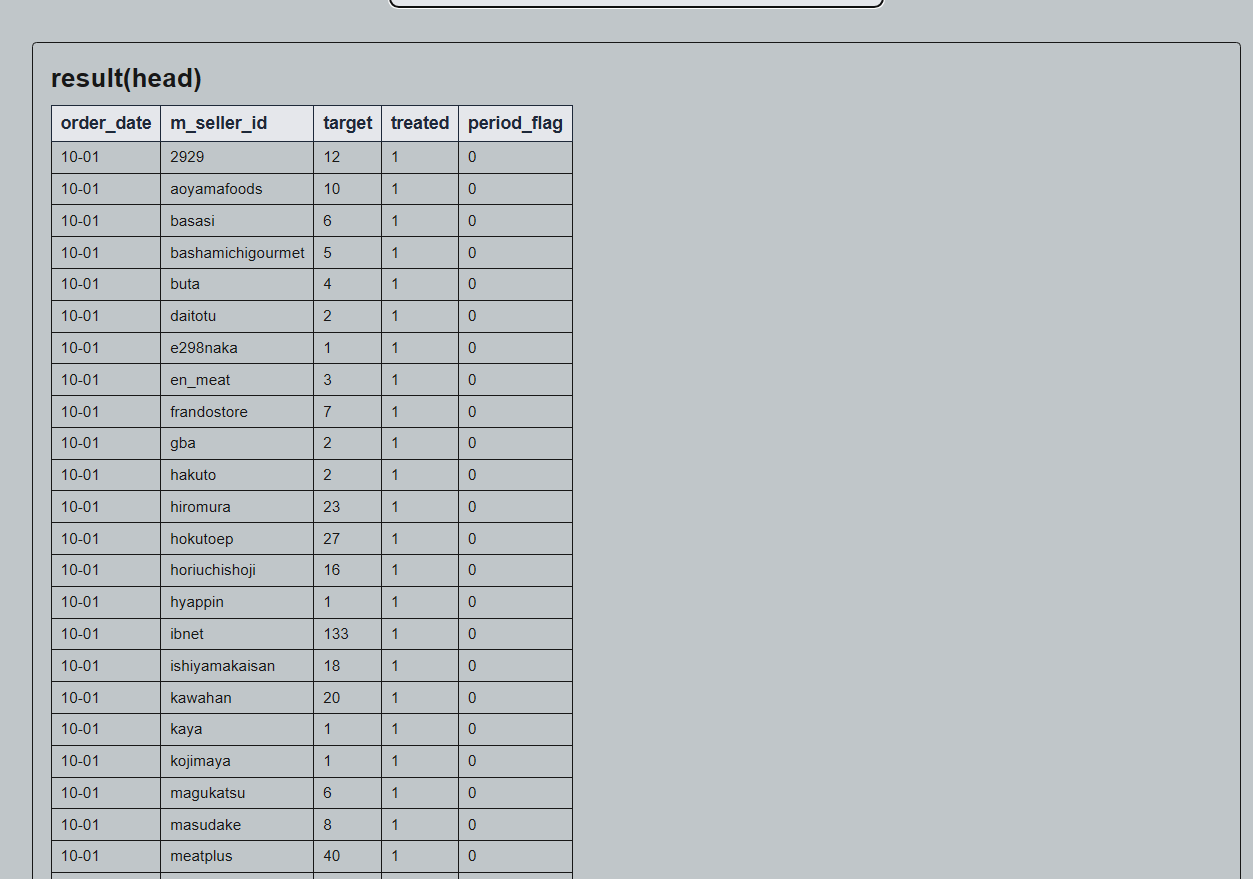 result(head)
order_date m_seller_id target treated period_flag
10-01 2929 12 1 0
10-01 aoyamafoods 10 1 0
10-01 basasi 6 1 0
10-01 bashamichigourmet 5 1 0
10-01 buta 4 1 0
10-01 daitotu 2 1 0
10-01 e298naka 1 1 0
10-01 en_meat 3 1 0
10-01 frandostore 7 1 0
10-01 gba 2 1 0
10-01 hakuto 2 1 0
10-01 hiromura 23 1 0
10-01 hokutoep 27 1 0
10-01 horiuchishoji 16 1 0
10-01 hyappin 1 1 0
10-01 ibnet 133 1 0
10-01 ishiyamakaisan 18 1 0
10-01 kawahan 20 1 0
10-01 kaya 1 1 0
10-01 kojimaya 1 1 0
10-01 magukatsu 6 1 0
10-01 masudake 8 1 0
10-01 meatplus 40 1 0